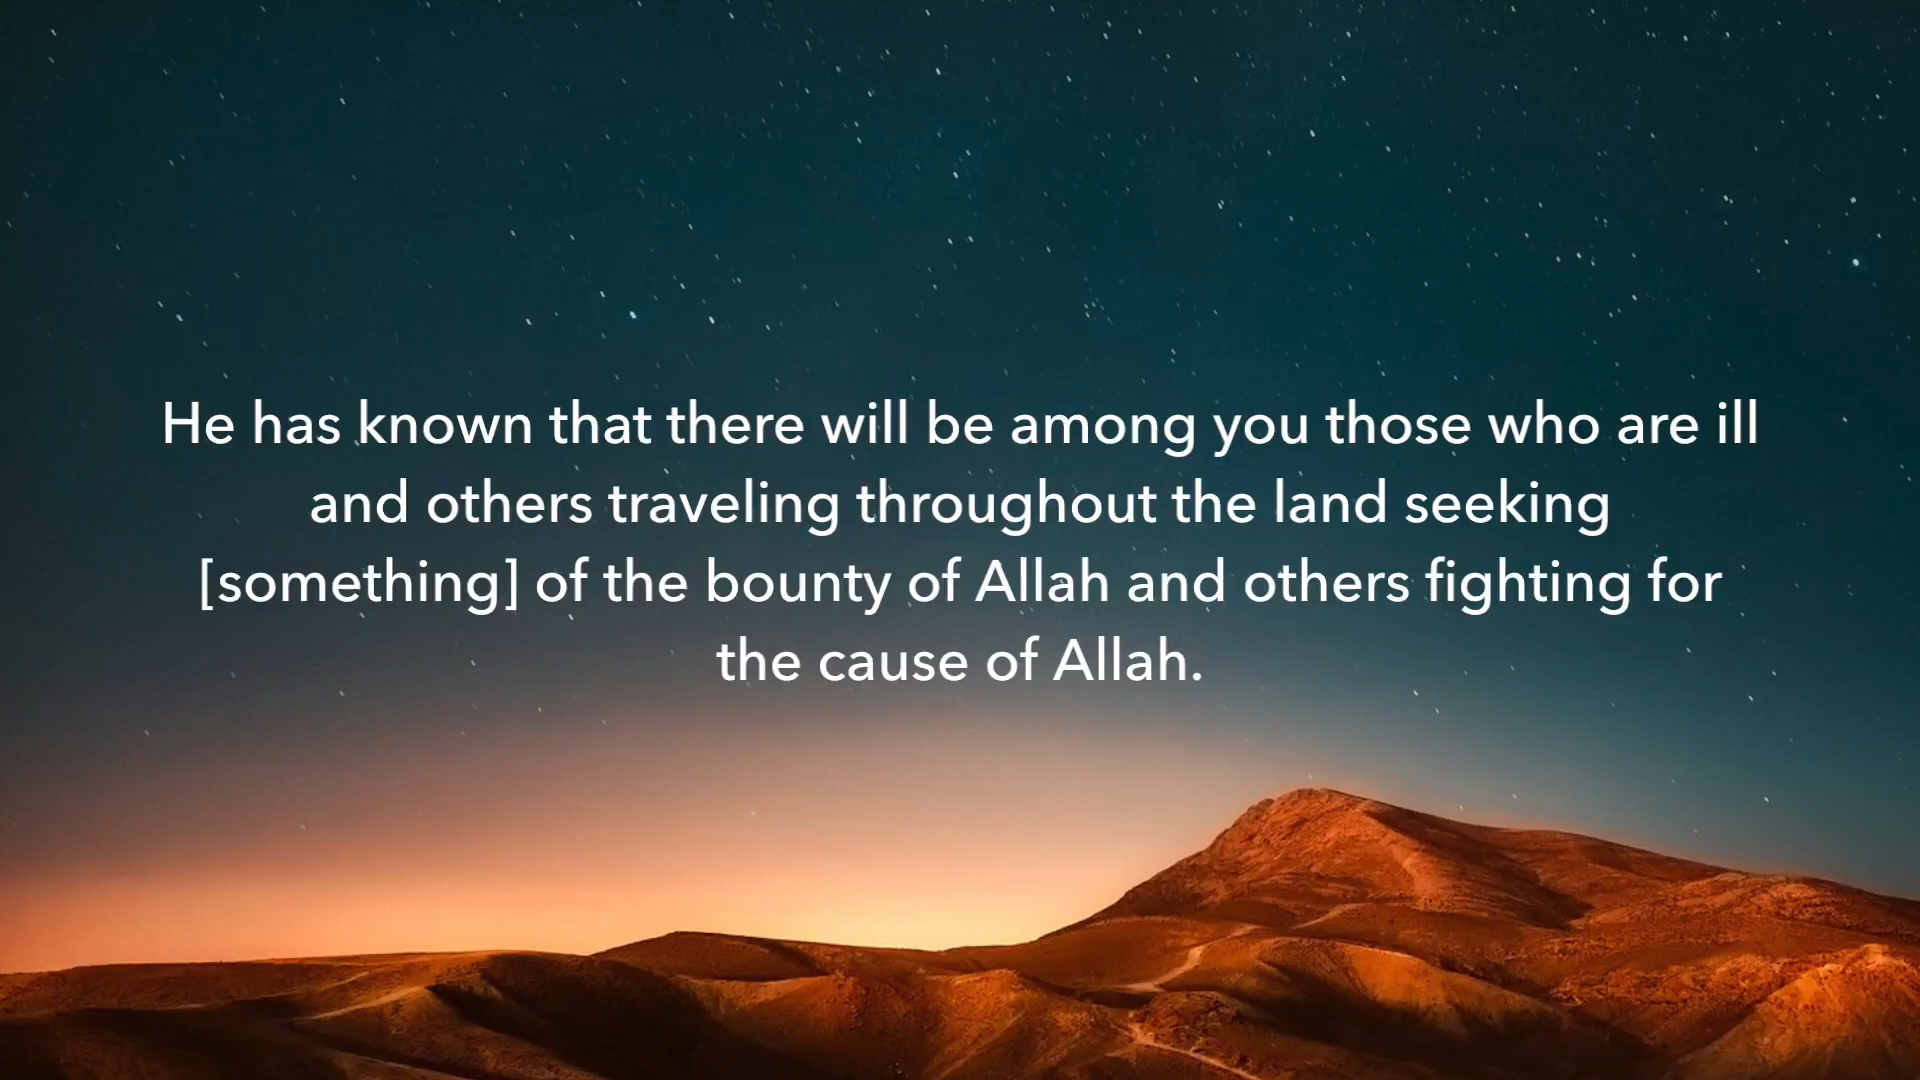 He has known that there will be among you those who are ill
and others traveling throughout the land seeking
[something] of the bounty of Allah and others fighting for
the cause of Allah.